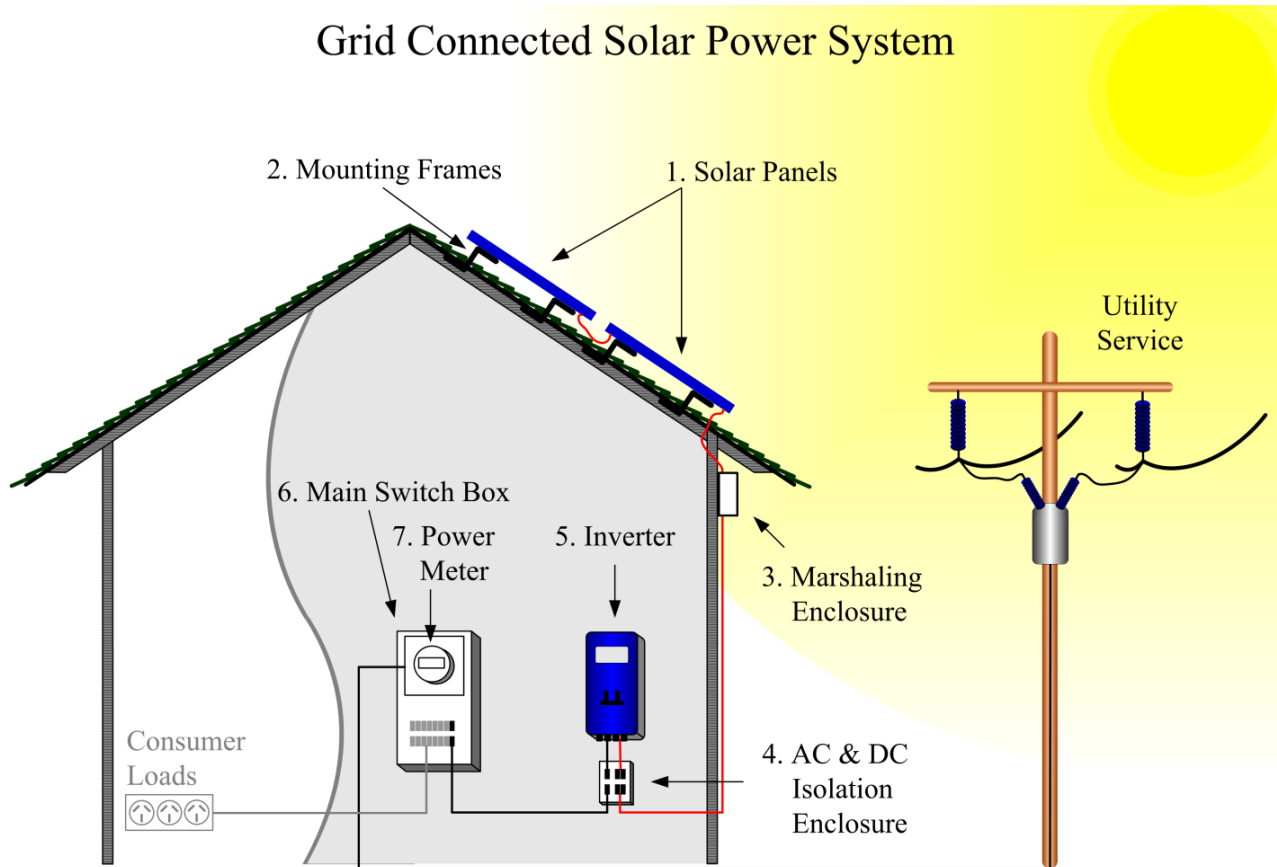 Grid Connected Solar Power System
2. Mounting Frames
1. Solar Panels
Utility
Service
6. Main Switch Box
7. Power
Meter
5. Inverter
3. Marshaling
Enclosure
Consumer
Loads
4. AC & DC
Isolation
Enclosure